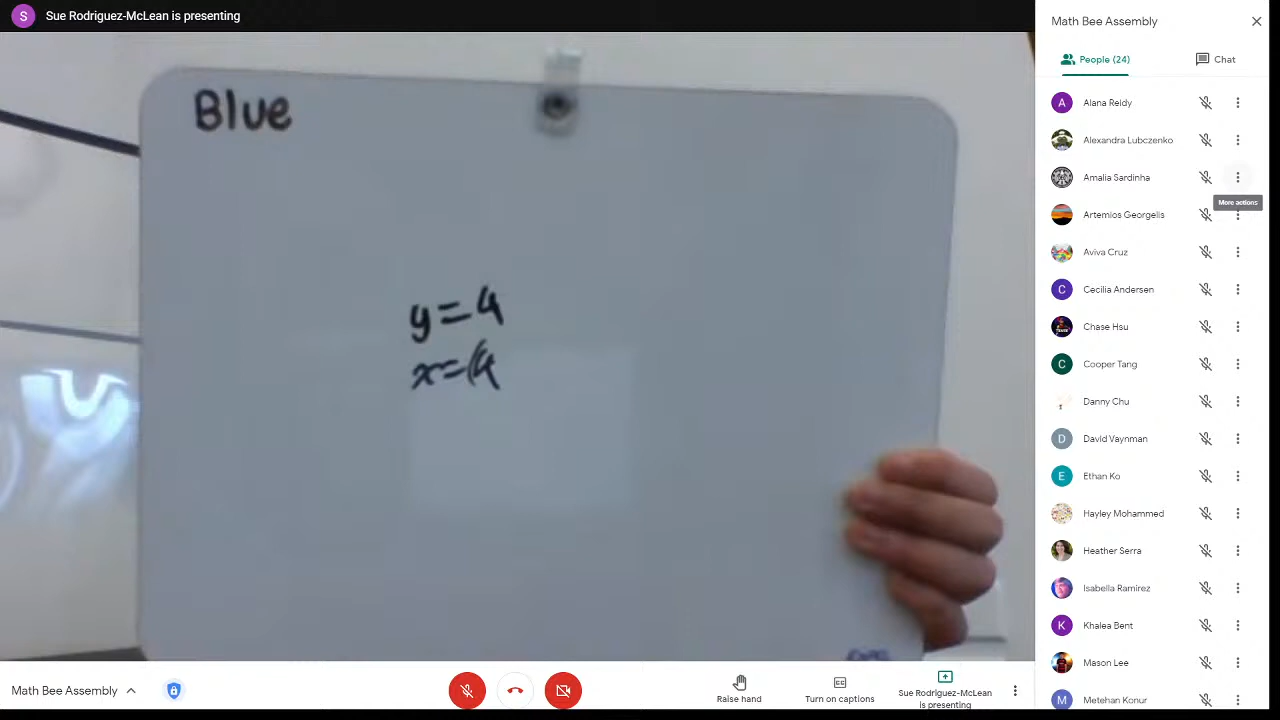 Sue Rodriguez-McLean is presenting
Math Bee Assembly
People (24)
Chat
Blue
y=4
Alana Reidy
Alexandra Lubczenko
Amalia Sardinha
More actions
Artemios Georgelis
Aviva Cruz
Cecilia Andersen
Chase Hsu
Cooper Tang
Danny Chu
David Vaynman
Ethan Ko
Hayley Mohammed
Heather Serra
Isabella Ramirez
Khalea Bent
Mason Lee
Metehan Konur
Math Bee Assembly
Raise hand
Turn on captions
Sue Rodriguez-McLean
is presenting